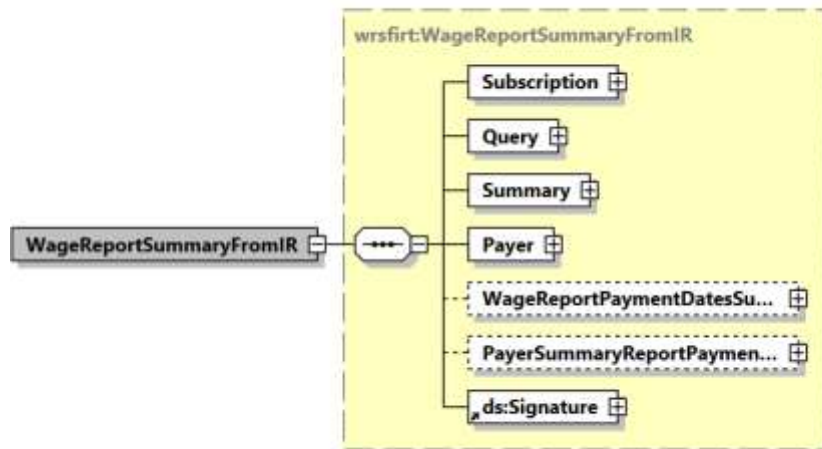 wrsfirt:WageReportSummaryFromIR
Subscription
Query
Summary
WageReportSummaryFromIR
Payer
WageReportPaymentDatesSu...
PayerSummaryReportPaymen...
ds:Signature